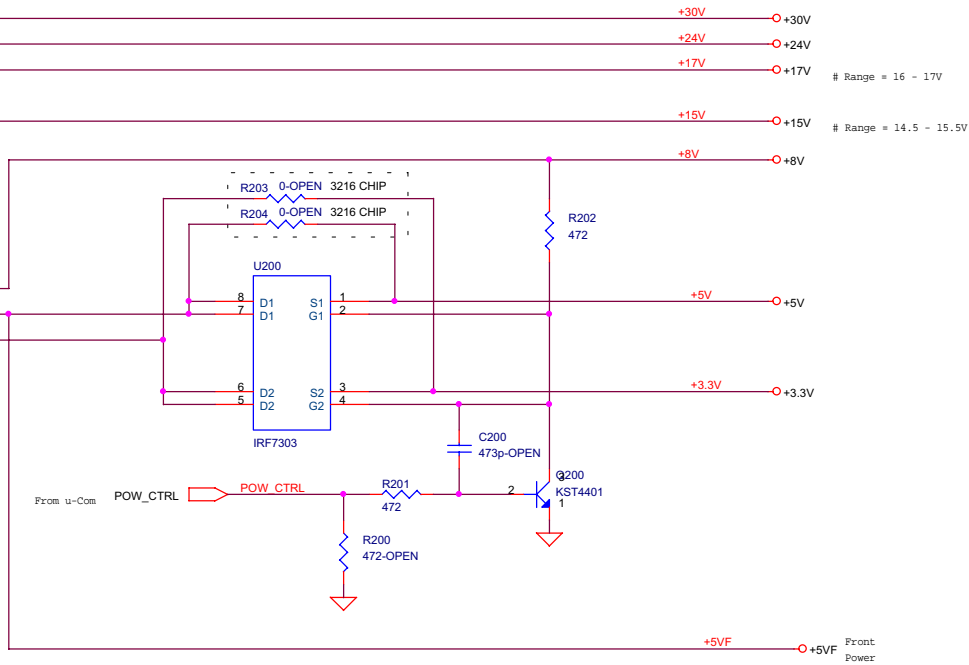 +30V +30V
+24V +24V
+17V +17V # Range = 16 - 17V
+15V +15V # Range = 14.5 - 15.5V
+8V +8V
R203 0-OPEN 3216 CHIP
R204 0-OPEN 3216 CHIP
R202
472
U200
8 D1 S1 1
7 D1 G1 2
+5V +5V
6 D2 S2 3
5 D2 G2 4
+3.3V +3.3V
IRF7303
C200
473p-OPEN
From u-Com POW_CTRL POW_CTRL
R201
472
2
3
Q200
KST4401
1
R200
472-OPEN
+5VF +5VF Front
Power